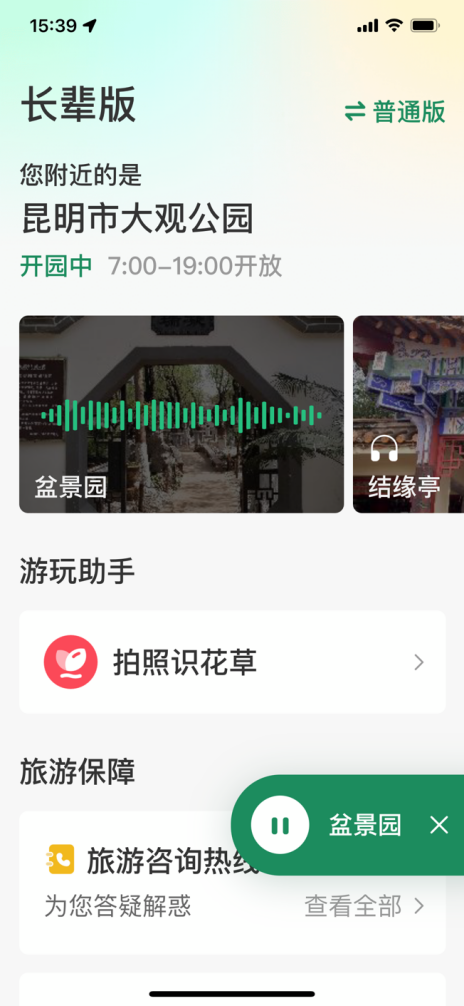 15:39
长辈版
普通版
您附近的是
昆明市大观公园
开园中 7:00–19:00开放
盆景园
结缘亭
游玩助手
拍照识花草
旅游保障
盆景园
旅游咨询热线
为您答疑解惑
查看全部